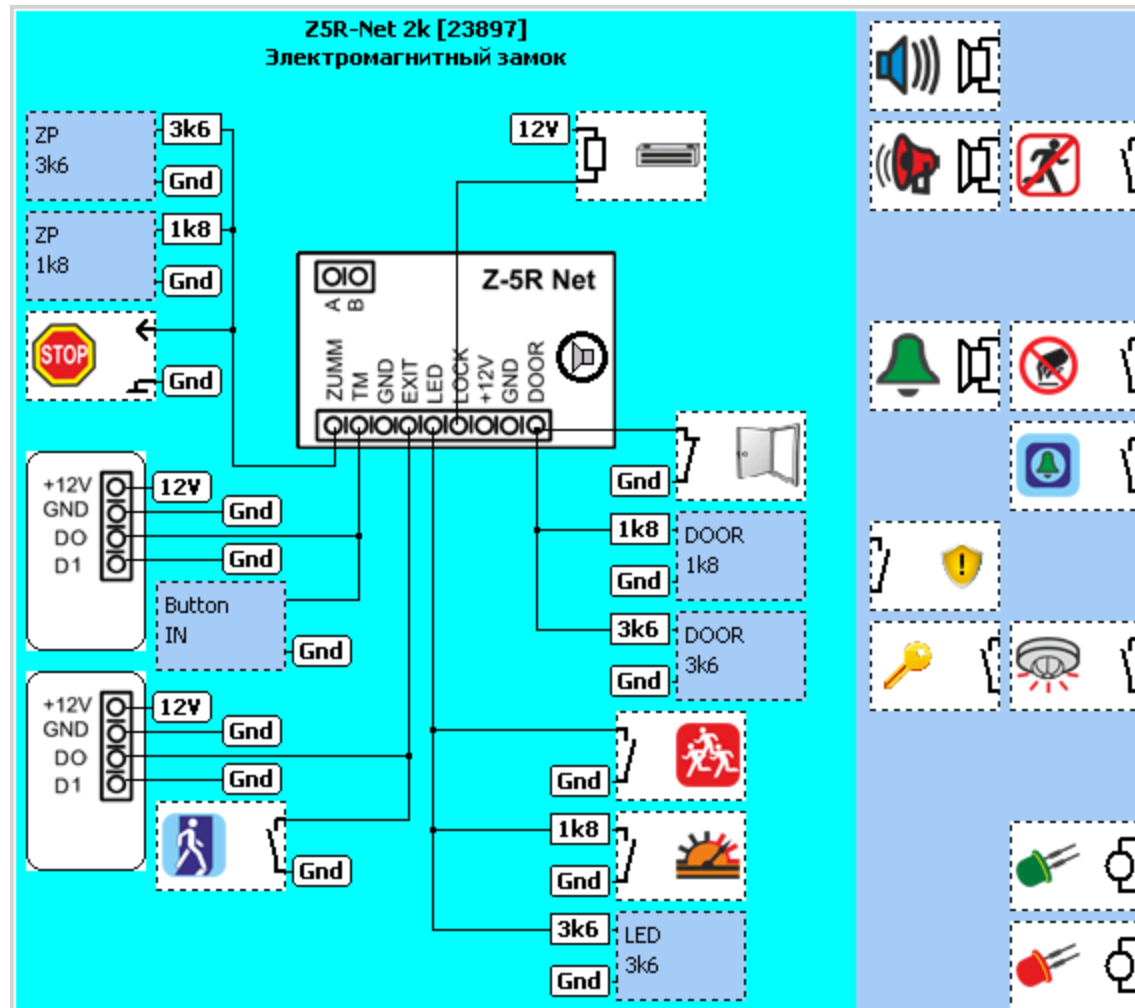 Z5R-Net 2k [23897]
Электромагнитный замок
ZP
3k6
3k6
Gnd
ZP
1k8
1k8
Gnd
STOP
Gnd
12V
Z-5R Net
A
B
ZUMM
TM
GND
EXIT
LED
LOCK
+12V
GND
DOOR
+12V
GND
DO
D1
12V
Gnd
Gnd
Button
IN
Gnd
+12V
GND
DO
D1
12V
Gnd
Gnd
Gnd
Gnd
1k8
DOOR
1k8
Gnd
3k6
DOOR
3k6
Gnd
Gnd
1k8
Gnd
3k6
LED
3k6
Gnd